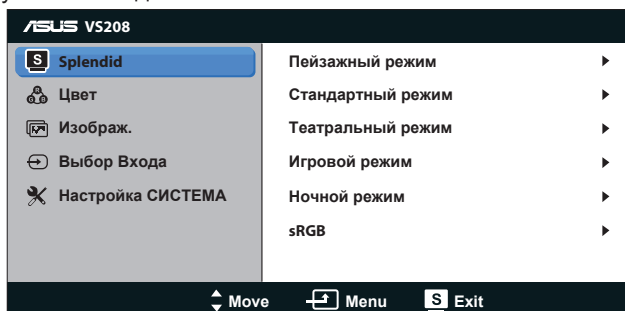 ASUS VS208
S Splendid
Цвет
Изображ.
Выбор Входа
Настройка СИСТЕМА
Пейзажный режим
Стандартный режим
Театральный режим
Игровой режим
Ночной режим
sRGB
Move Menu S Exit